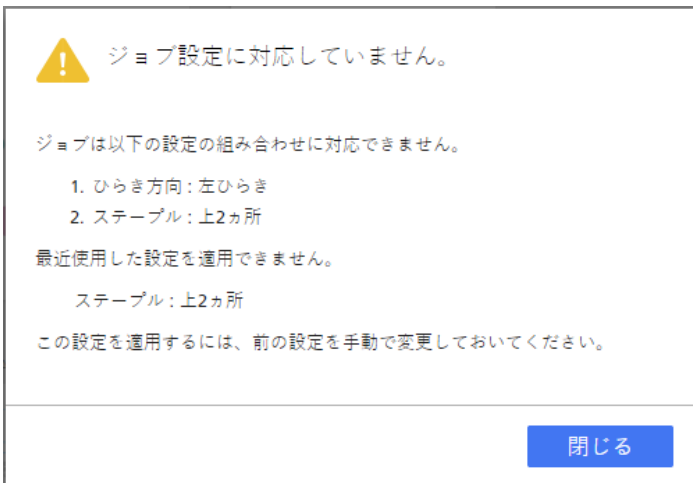 ジョブ設定に対応していません。
ジョブは以下の設定の組み合わせに対応できません。
1. ひらき方向 : 左ひらき
2. ステープル : 上2ヵ所
最近使用した設定を適用できません。
ステープル : 上2ヵ所
この設定を適用するには、前の設定を手動で変更しておいてください。
閉じる